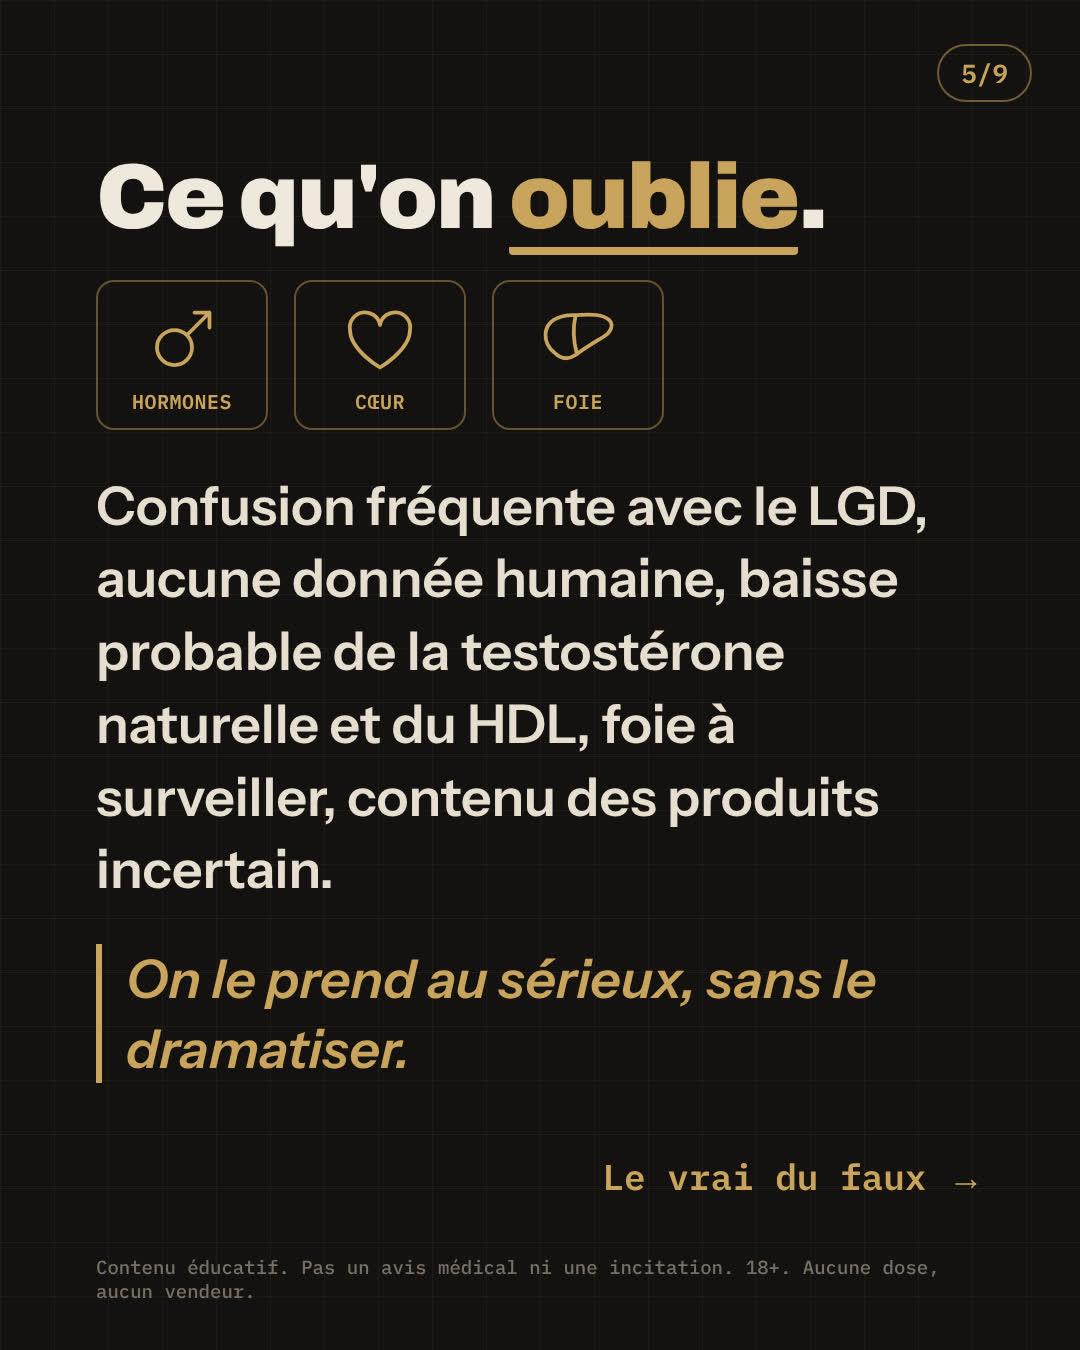 5/9
Ce qu'on oublie.
HORMONES
CŒUR
FOIE
Confusion fréquente avec le LGD,
aucune donnée humaine, baisse
probable de la testostérone
naturelle et du HDL, foie à
surveiller, contenu des produits
incertain.
On le prend au sérieux, sans le
dramatiser.
Le vrai du faux →
Contenu éducatif. Pas un avis médical ni une incitation. 18+. Aucune dose,
aucun vendeur.